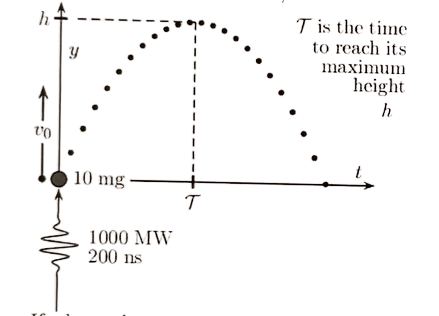 h
y
𝒯 is the time
to reach its
maximum
height
h
v₀
10 mg
t
𝒯
1000 MW
200 ns